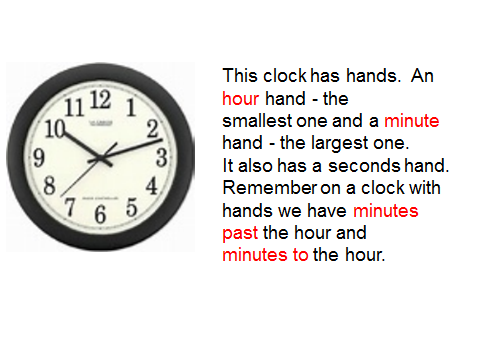 This clock has hands. An
hour hand - the
smallest one and a minute
hand - the largest one.
It also has a seconds hand.
Remember on a clock with
hands we have minutes
past the hour and
minutes to the hour.
12
11 1
10 2
9 3
8 4
7 5
6